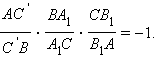 AC'/C'B · BA₁/A₁C · CB₁/B₁A = −1.